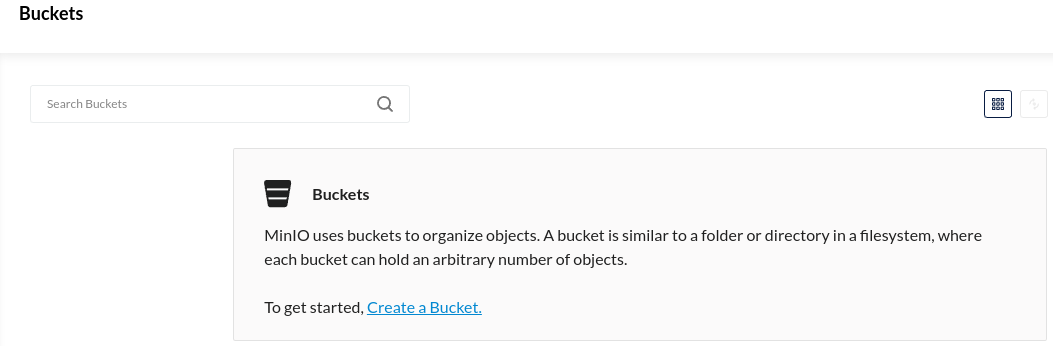 Buckets
Search Buckets
Buckets
MinIO uses buckets to organize objects. A bucket is similar to a folder or directory in a filesystem, where
each bucket can hold an arbitrary number of objects.
To get started, Create a Bucket.